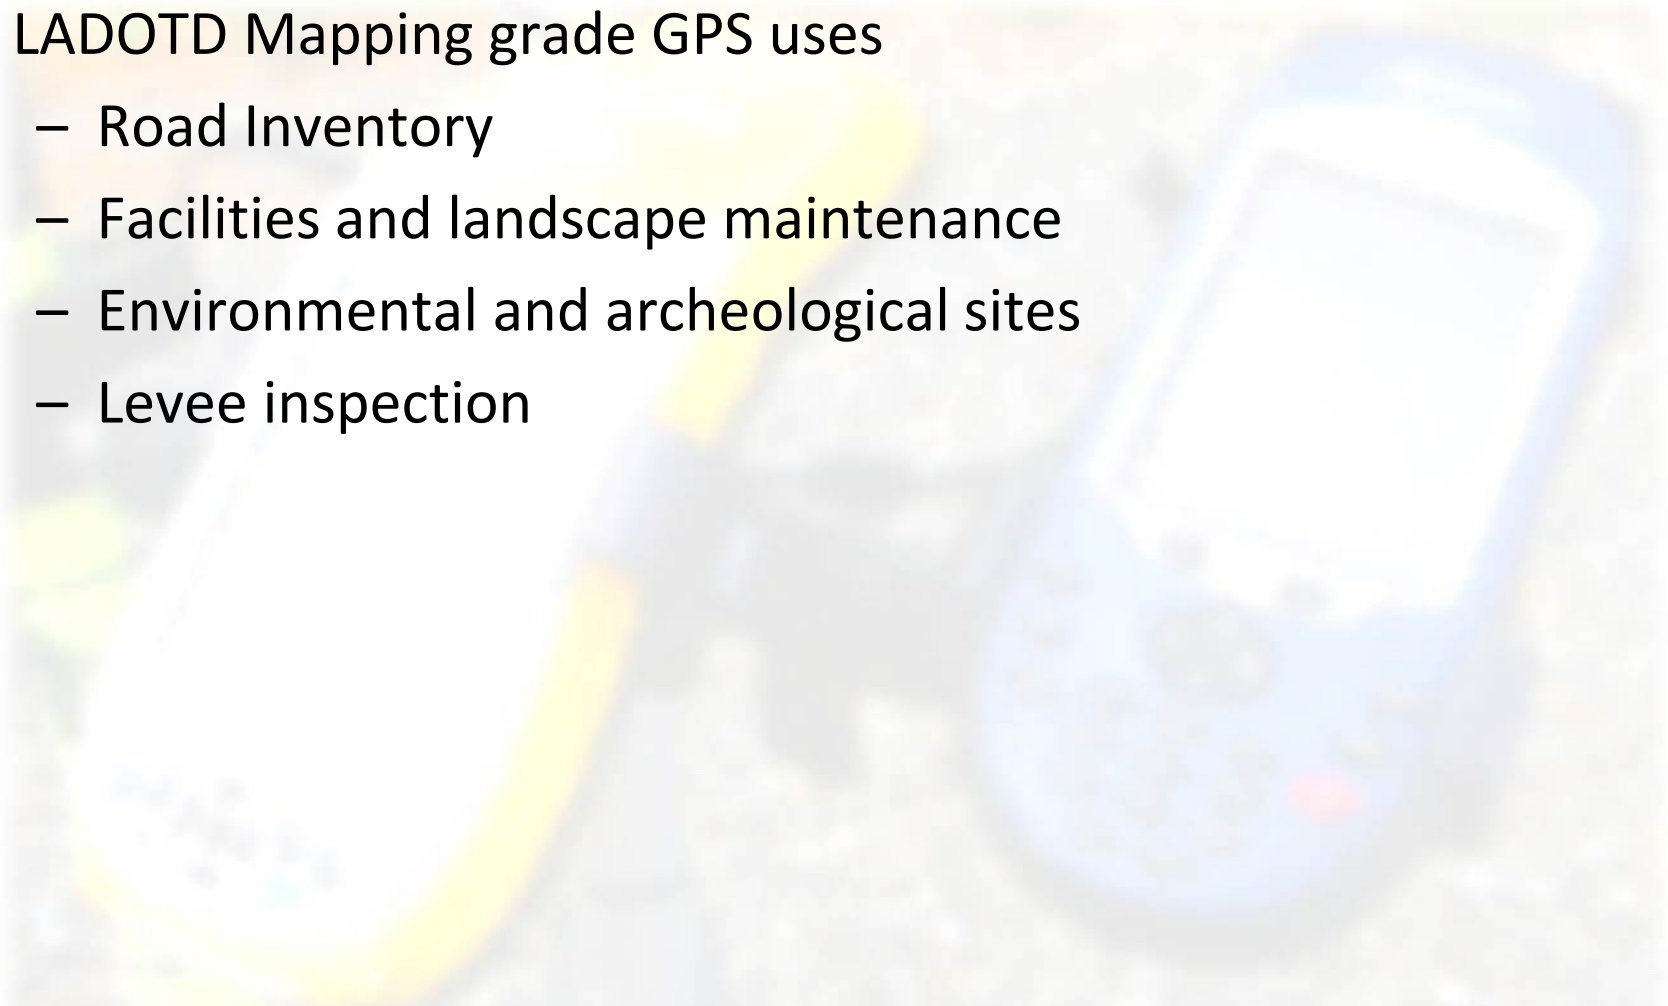 LADOTD Mapping grade GPS uses
– Road Inventory
– Facilities and landscape maintenance
– Environmental and archeological sites
– Levee inspection